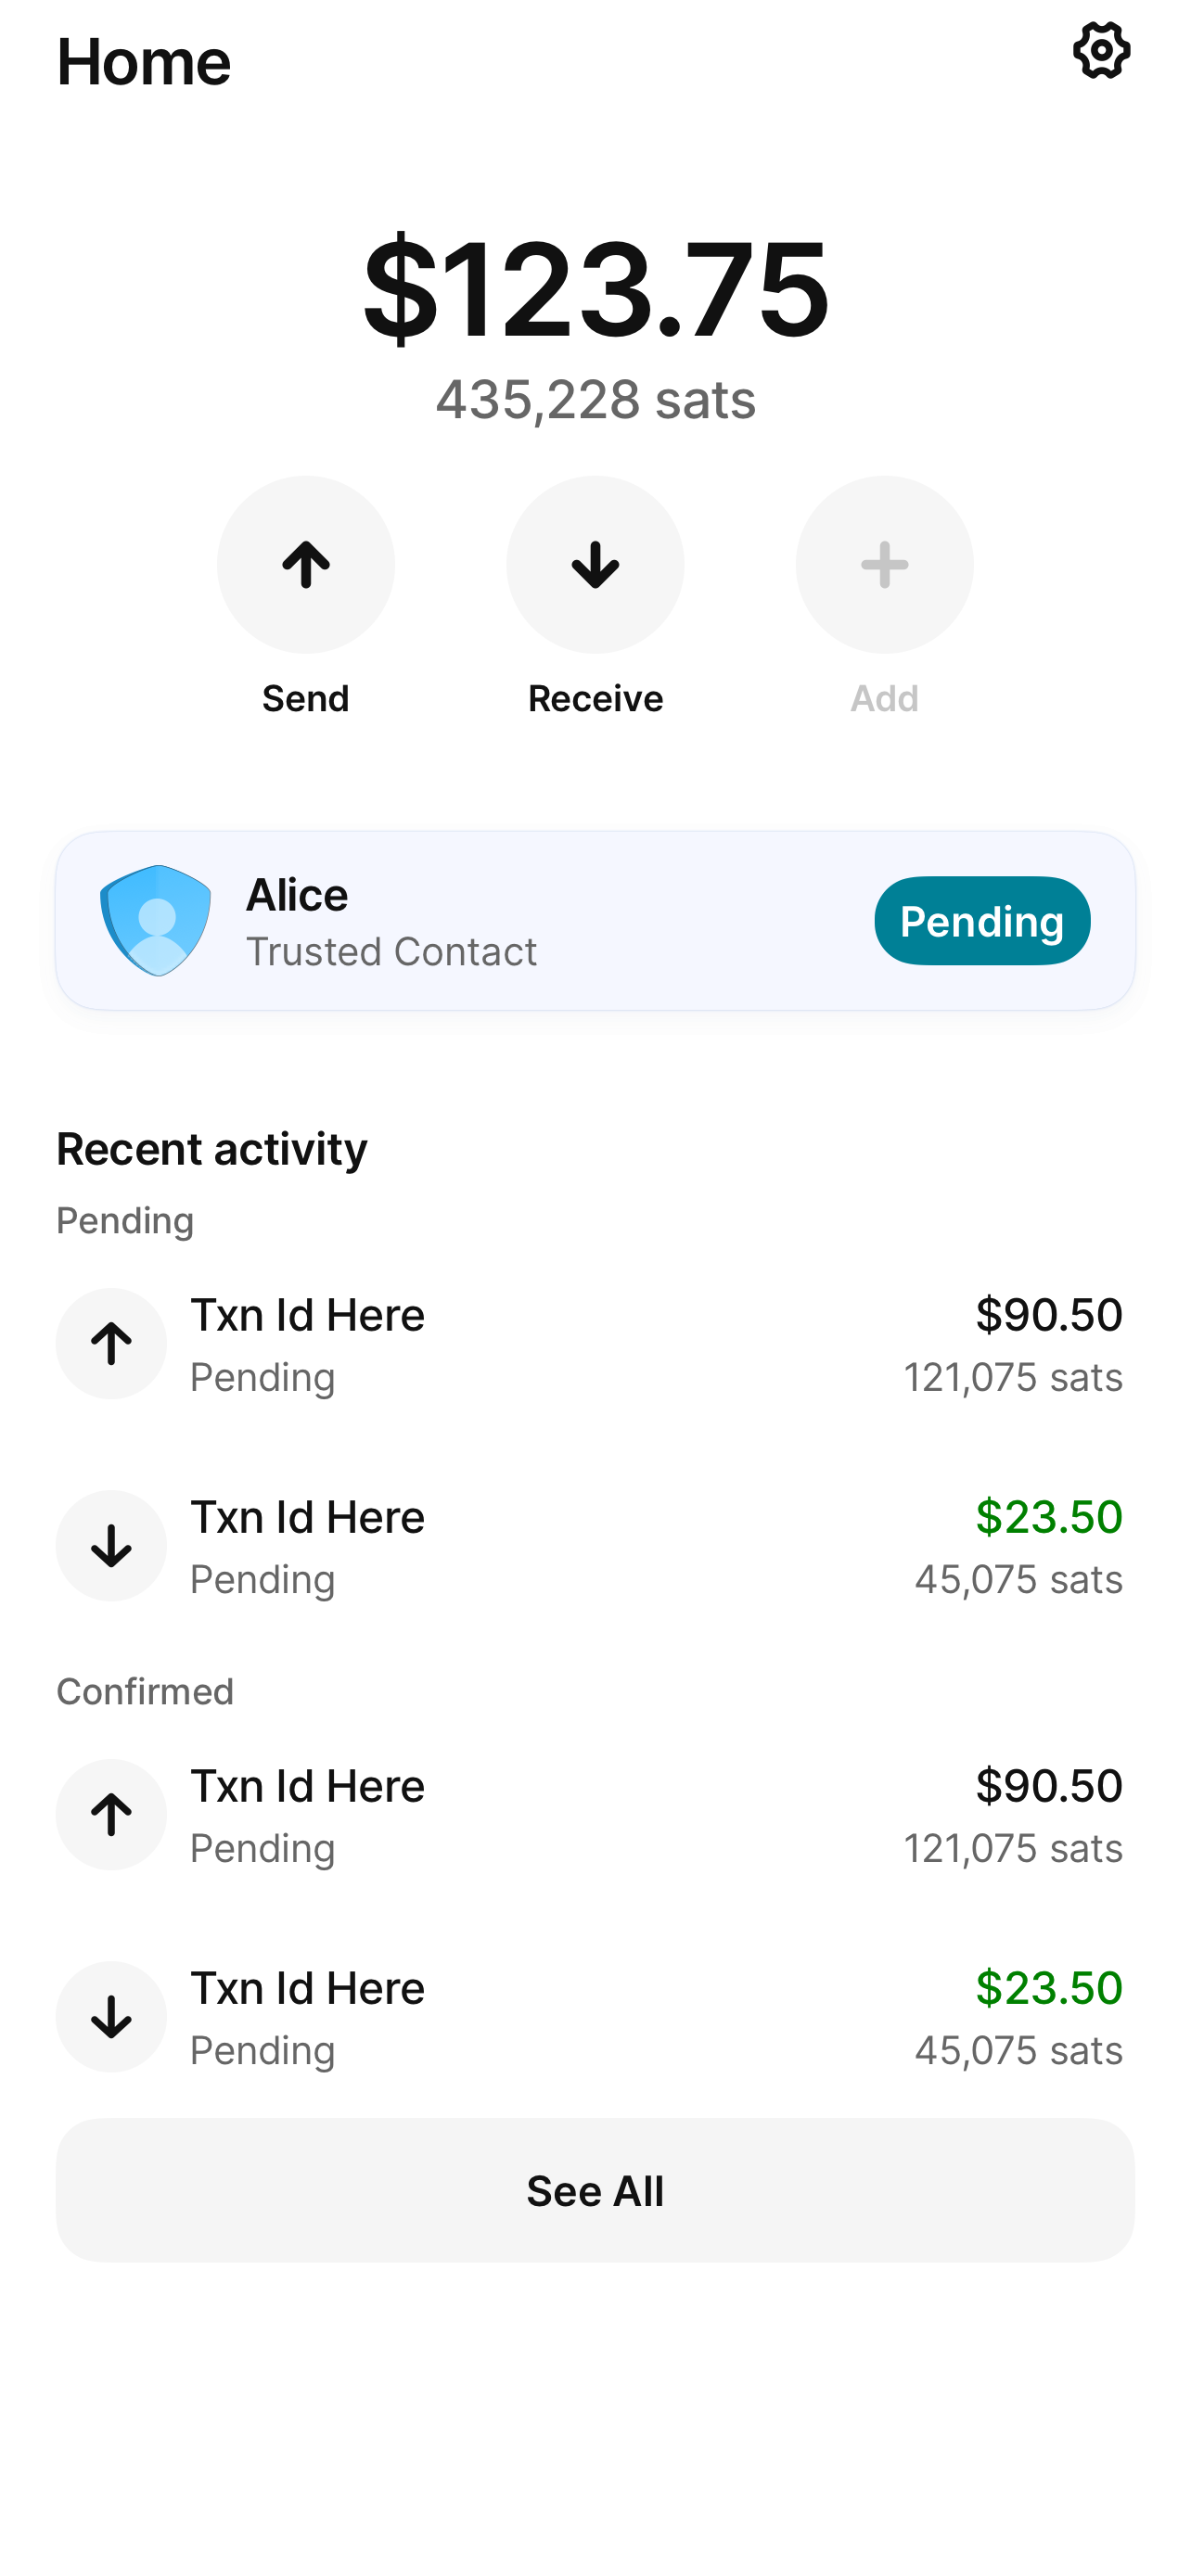 Home
$123.75
435,228 sats
Send
Receive
Add
Alice
Trusted Contact
Pending
Recent activity
Pending
Txn Id Here
$90.50
Pending
121,075 sats
Txn Id Here
$23.50
Pending
45,075 sats
Confirmed
Txn Id Here
$90.50
Pending
121,075 sats
Txn Id Here
$23.50
Pending
45,075 sats
See All